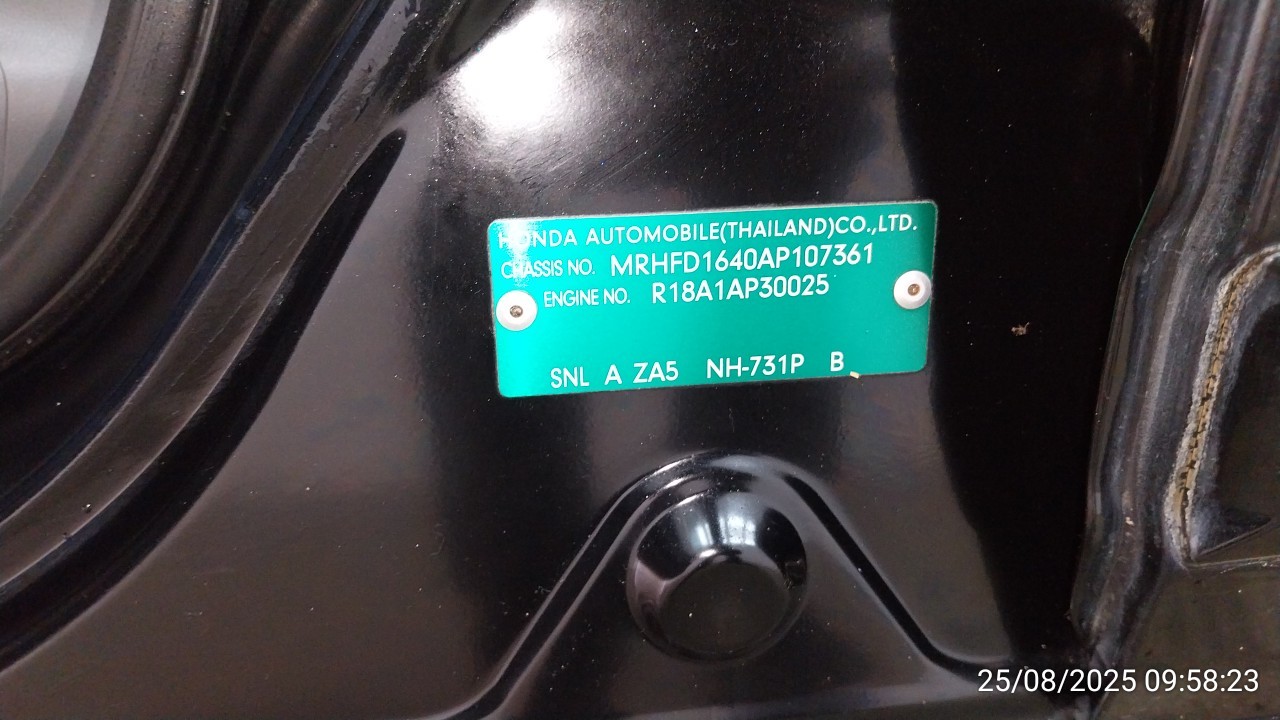 HONDA AUTOMOBILE(THAILAND)CO.,LTD.
CHASSIS NO. MRHFD1640AP107361
ENGINE NO. R18A1AP30025
SNL A ZA5 NH-731P B
25/08/2025 09:58:23